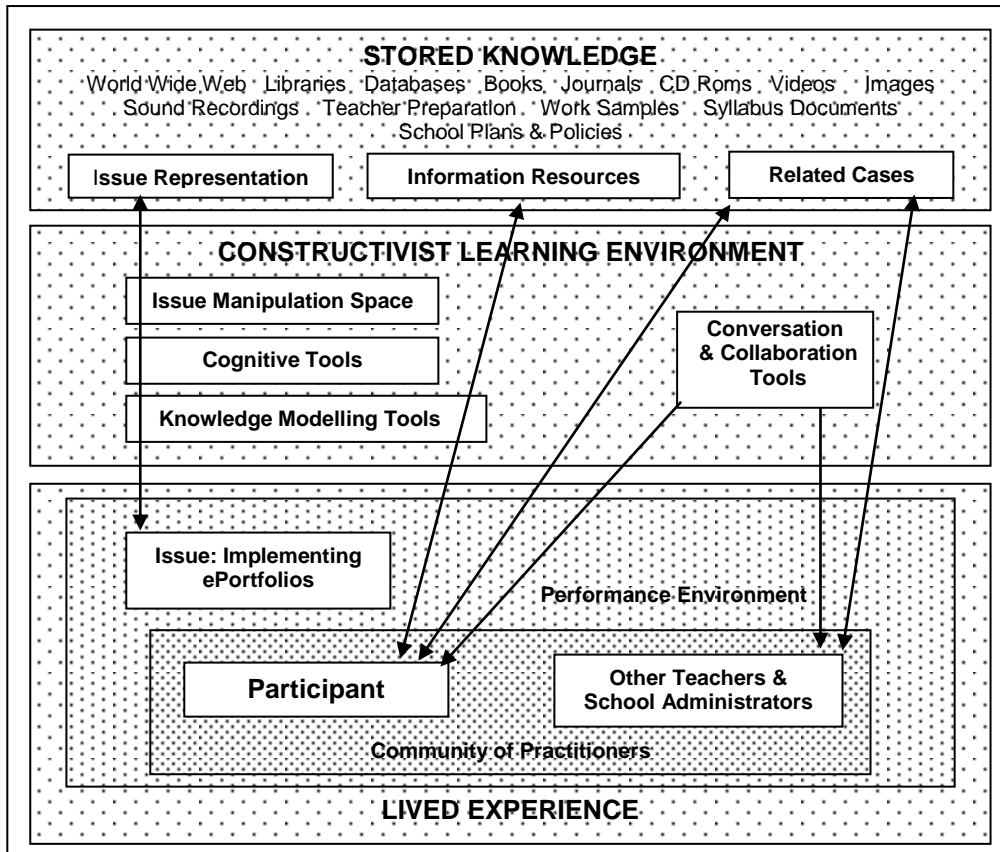 STORED KNOWLEDGE
World Wide Web Libraries Databases Books Journals CD Roms Videos Images
Sound Recordings Teacher Preparation Work Samples Syllabus Documents
School Plans & Policies
Issue Representation
Information Resources
Related Cases
CONSTRUCTIVIST LEARNING ENVIRONMENT
Issue Manipulation Space
Cognitive Tools
Knowledge Modelling Tools
Conversation
& Collaboration
Tools
Issue: Implementing
ePortfolios
Performance Environment
Participant
Other Teachers &
School Administrators
Community of Practitioners
LIVED EXPERIENCE